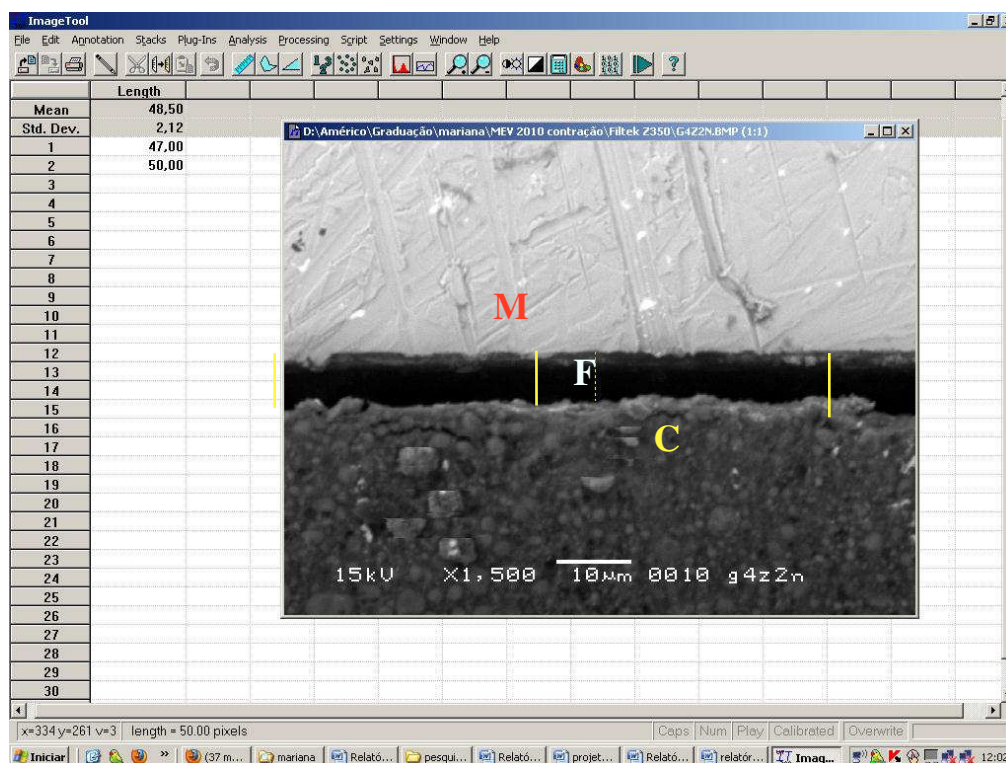 ImageTool
File Edit Annotation Stacks Plug-Ins Analysis Processing Script Settings Window Help
Length
Mean 48,50
Std. Dev. 2,12
1 47,00
2 50,00
3
4
5
6
7
8
9
10
11
12
13
14
15
16
17
18
19
20
21
22
23
24
25
26
27
28
29
30
D:\Américo\Graduação\mariana\MEV 2010 contração\Filtek Z350\G4Z2N.BMP (1:1)
M
F
C
15kU X1,500 10µm 0010 g4z2n
x=334 y=261 v=3 length = 50.00 pixels
Caps Num Play Calibrated Overwrite
Iniciar » (37 m... mariana Relató... pesqui... Relató... projet... Relató... relatór... Imag... » 12:03